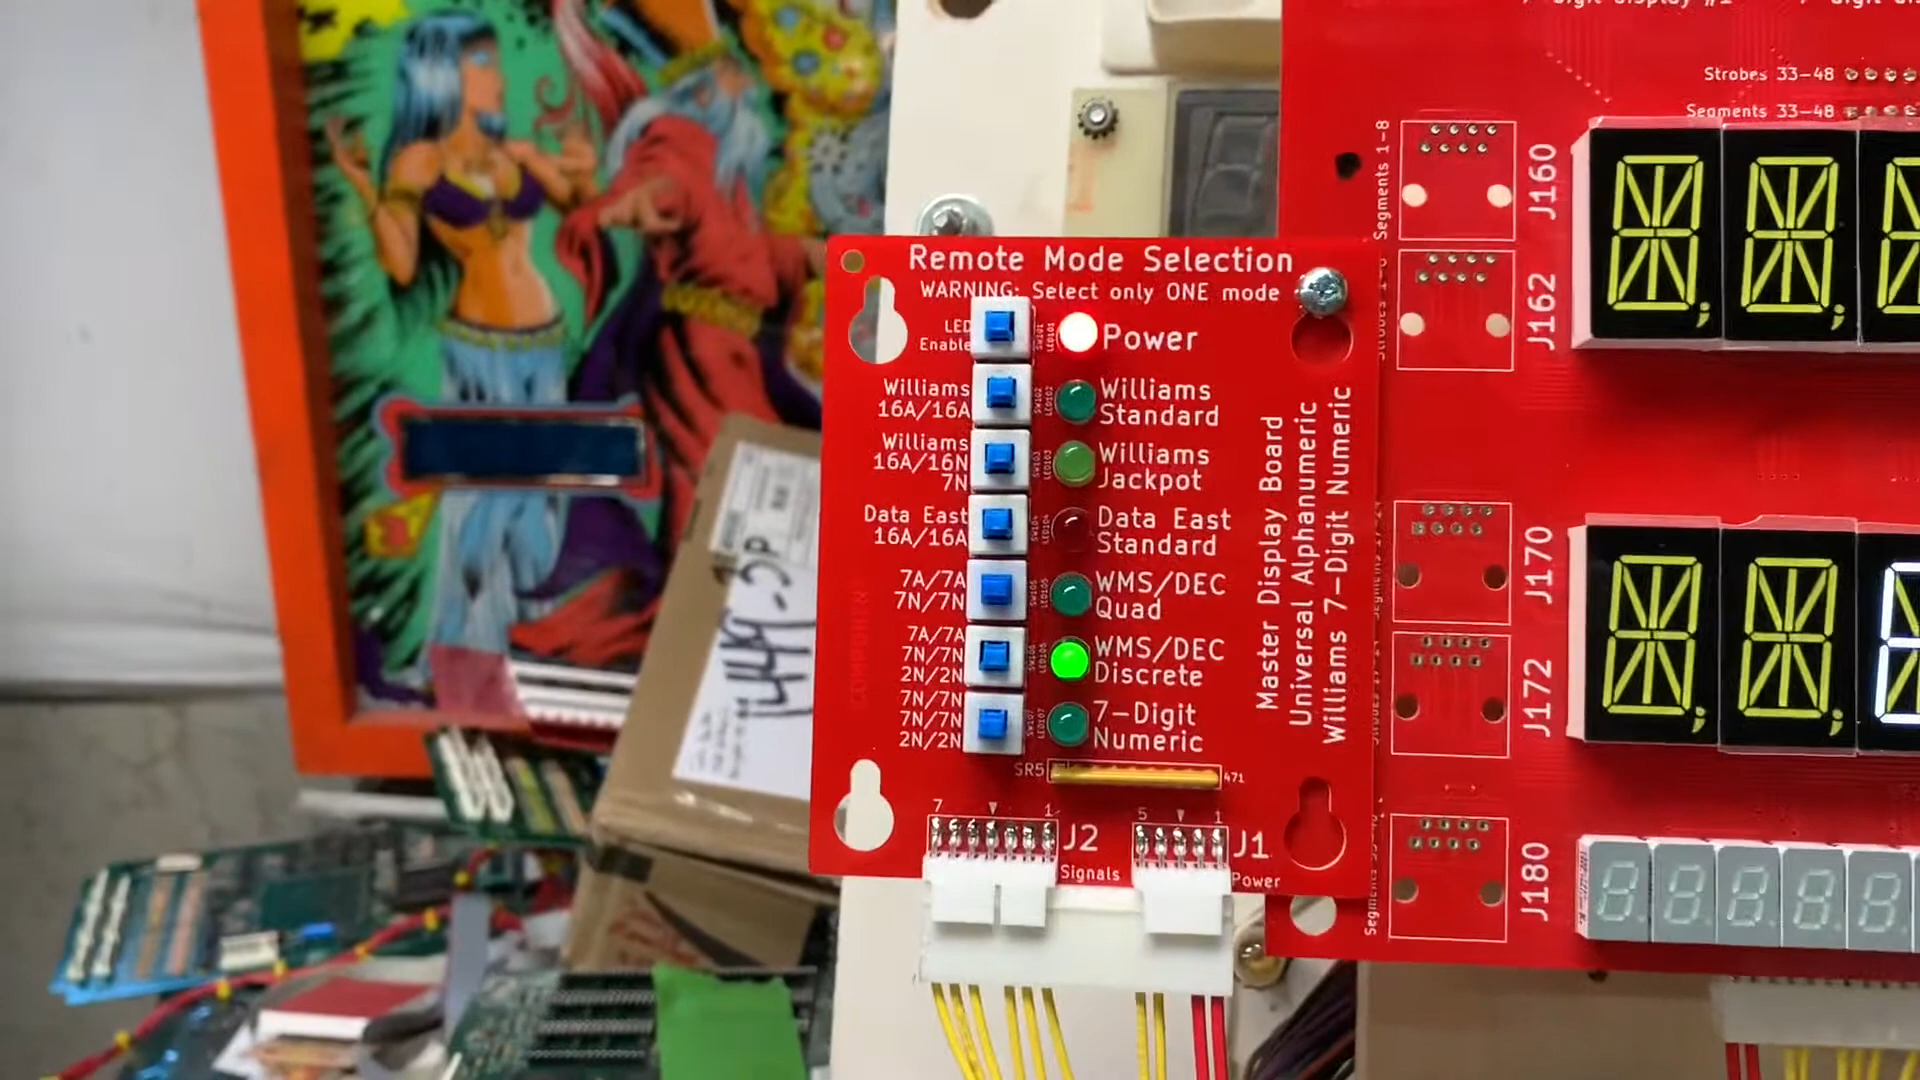 Strobes 33-48
Segments 33-48
Segments 1-8
J160
J162
J170
J172
J180
Remote Mode Selection
WARNING: Select only ONE mode
LED
Enable
Power
Williams
16A/16A
Williams
Standard
Williams
16A/16N
7N
Williams
Jackpot
Data East
16A/16A
Data East
Standard
7A/7A
7N/7N
WMS/DEC
Quad
7A/7A
7N/7N
2N/2N
WMS/DEC
Discrete
7N/7N
7N/7N
2N/2N
7-Digit
Numeric
Master Display Board
Universal Alphanumeric
Williams 7-Digit Numeric
SR5
471
7
1
J2
Signals
5
1
J1
Power